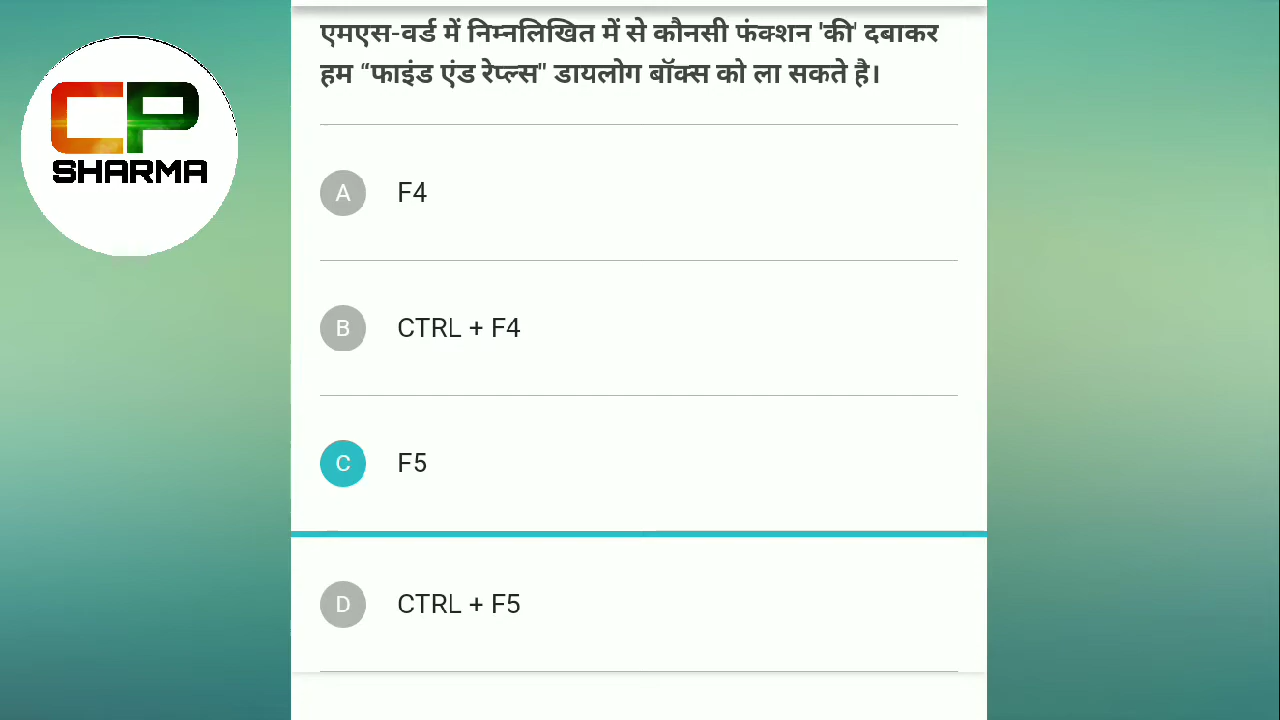 CP
SHARMA
एमएस-वर्ड में निम्नलिखित में से कौनसी फंक्शन 'की' दबाकर
हम “फाइंड एंड रेप्ल्स" डायलोग बॉक्स को ला सकते है।
A F4
B CTRL + F4
C F5
D CTRL + F5